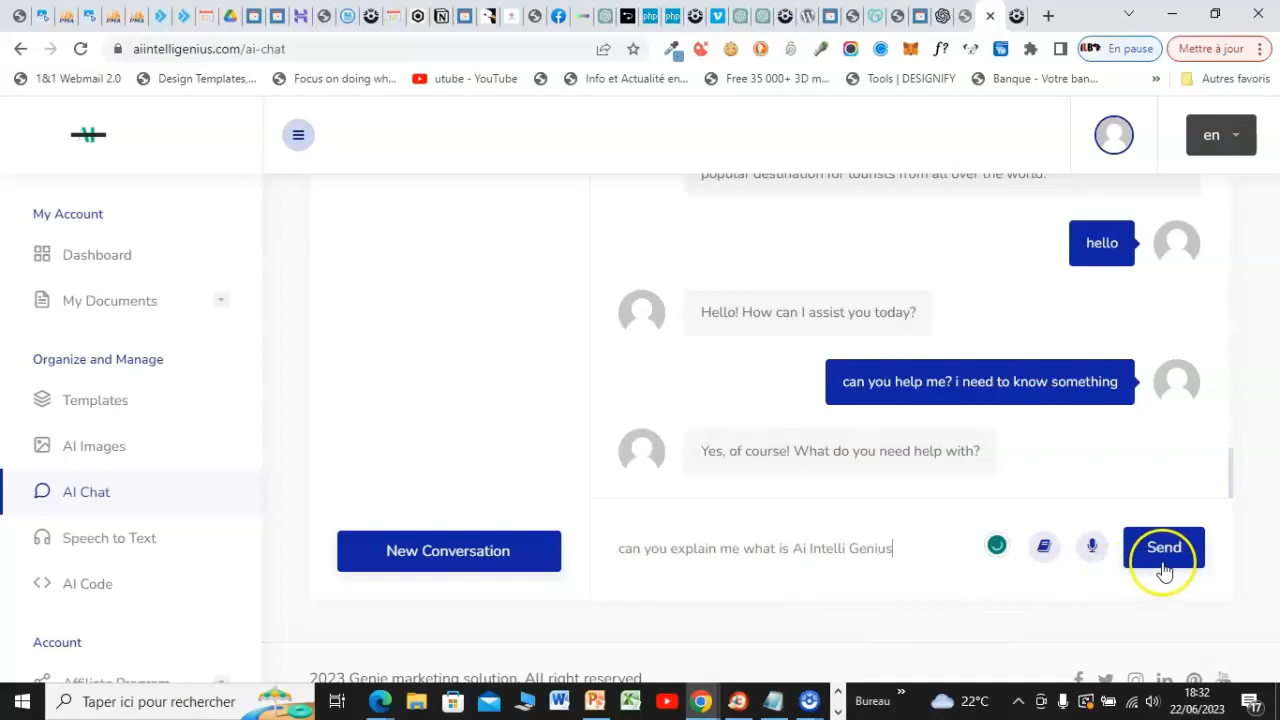 aiintelligenius.com/ai-chat
En pause
Mettre à jour
1&1 Webmail 2.0
Design Templates,...
Focus on doing wh...
utube - YouTube
Info et Actualité en...
Free 35 000+ 3D m...
Tools | DESIGNIFY
Banque - Votre ban...
»
Autres favoris
AI
en
My Account
Dashboard
My Documents
Organize and Manage
Templates
AI Images
AI Chat
Speech to Text
AI Code
Account
Affiliate Program
popular destination for tourists from all over the world.
hello
Hello! How can I assist you today?
can you help me? i need to know something
Yes, of course! What do you need help with?
New Conversation
can you explain me what is Ai Intelli Genius
Send
2023 Genie marketing solution. All right reserved
Taper ici pour rechercher
Bureau
»
22°C
18:32
22/06/2023
17